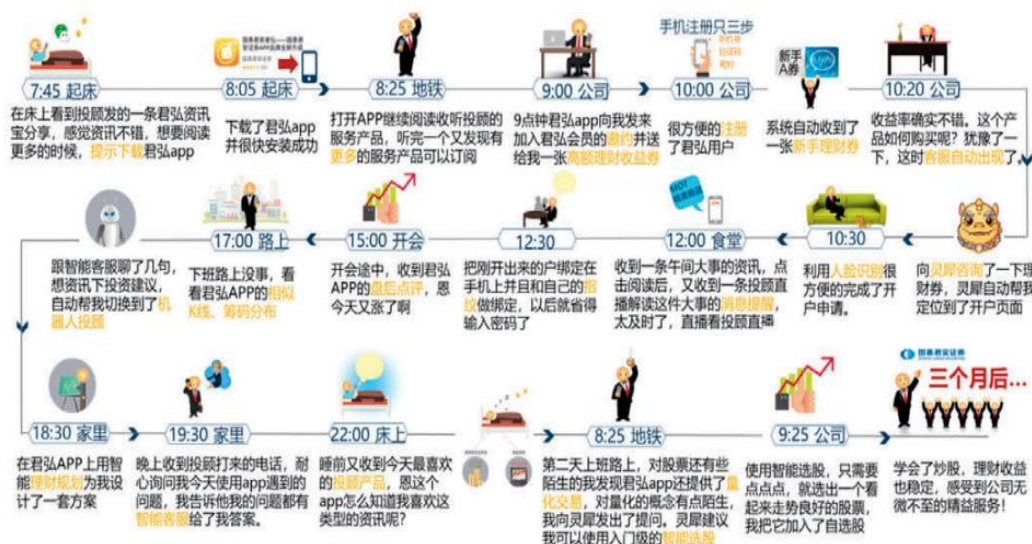 手机注册只三步
新手
A券
7:45 起床
8:05 起床
8:25 地铁
9:00 公司
10:00 公司
10:20 公司
在床上看到投顾发的一条君弘资讯
宝分享，感觉资讯不错，想要阅读
更多的时候，提示下载君弘app
下载了君弘app
并很快安装成功
打开APP继续阅读收听投顾的
服务产品，听完一个又发现有
更多的服务产品可以订阅
9点钟君弘app向我发来
加入君弘会员的邀约并送
给我一张高额理财收益券
很方便的注册
了君弘用户
系统自动收到了
一张新手理财券
收益率确实不错。这个产
品如何购买呢？犹豫了一
下，这时客服自动出现了。
MOT
17:00 路上
15:00 开会
12:30
12:00 食堂
10:30
跟智能客服聊了几句，
想资讯下投资建议，
自动帮我切换到了机
器人投顾
下班路上没事，看
看君弘APP的相似
K线、筹码分布
开会途中，收到君弘
APP的盘后点评，恩
今天又涨了啊
把刚开出来的户绑定在
手机上并且和自己的指
纹做绑定，以后就省得
输入密码了
收到一条午间大事的资讯，点
击阅读后，又收到一条投顾直
播解读这件大事的消息提醒，
太及时了，直播看投顾直播
利用人脸识别很
方便的完成了开
户申请。
向灵犀咨询了一下理
财券，灵犀自动帮我
定位到了开户页面
国泰君安证券
三个月后...
18:30 家里
19:30 家里
22:00 床上
8:25 地铁
9:25 公司
在君弘APP上用智
能理财规划为我设
计了一套方案
晚上收到投顾打来的电话，耐
心询问我今天使用app遇到的
问题，我告诉他我的问题都有
智能客服给了我答案。
睡前又收到今天最喜欢
的投顾产品，恩这个
app怎么知道我喜欢这
类型的资讯呢？
第二天上班路上，对股票还有些
陌生的我发现君弘app还提供了量
化交易，对量化的概念有点陌生，
我向灵犀发出了提问。灵犀建议
我可以使用入门级的智能选股
使用智能选股，只需要
点点点，就选出一个看
起来走势良好的股票，
我把它加入了自选股
学会了炒股，理财收益
也稳定，感受到公司无
微不至的精益服务！